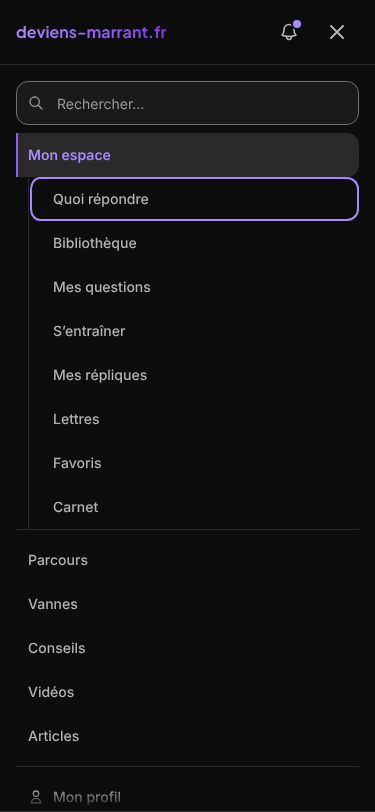 deviens-marrant.fr
Rechercher...
Mon espace
Quoi répondre
Bibliothèque
Mes questions
S’entraîner
Mes répliques
Lettres
Favoris
Carnet
Parcours
Vannes
Conseils
Vidéos
Articles
Mon profil